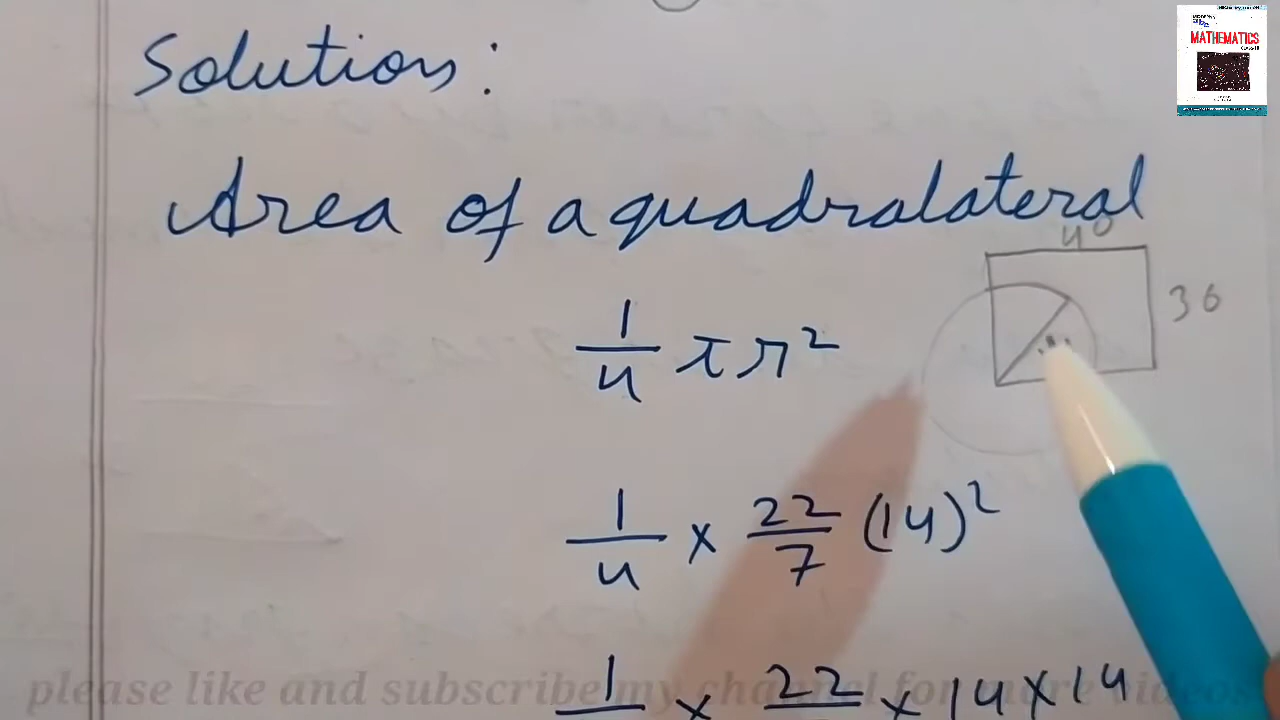 Solution:
Area of a quadralateral
40
36
1/4 π r²
1/4 × 22/7 (14)²
1/4 × 22/7 × 14 × 14
please like and subscribe my channel for more videos
MATHEMATICS